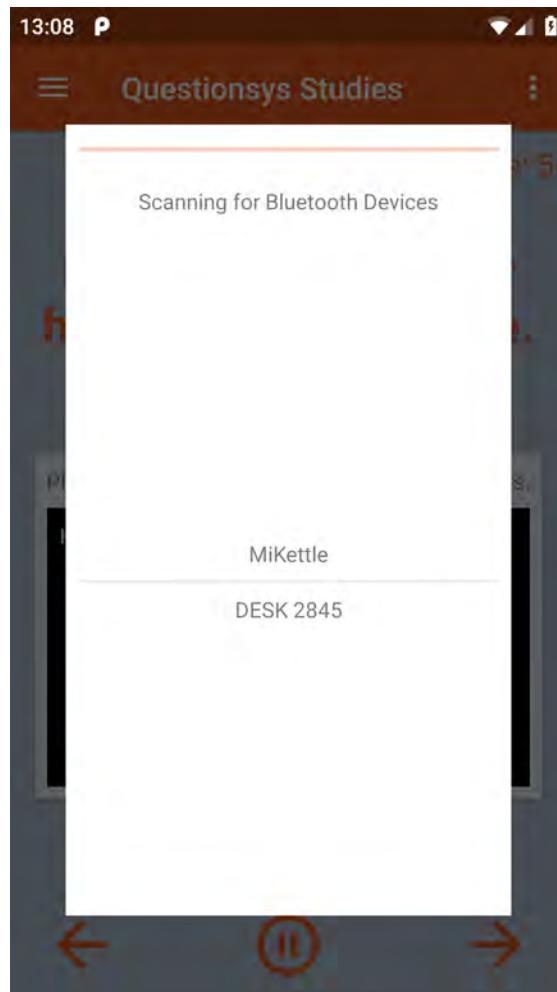 13:08
Questionsys Studies
Scanning for Bluetooth Devices
MiKettle
DESK 2845